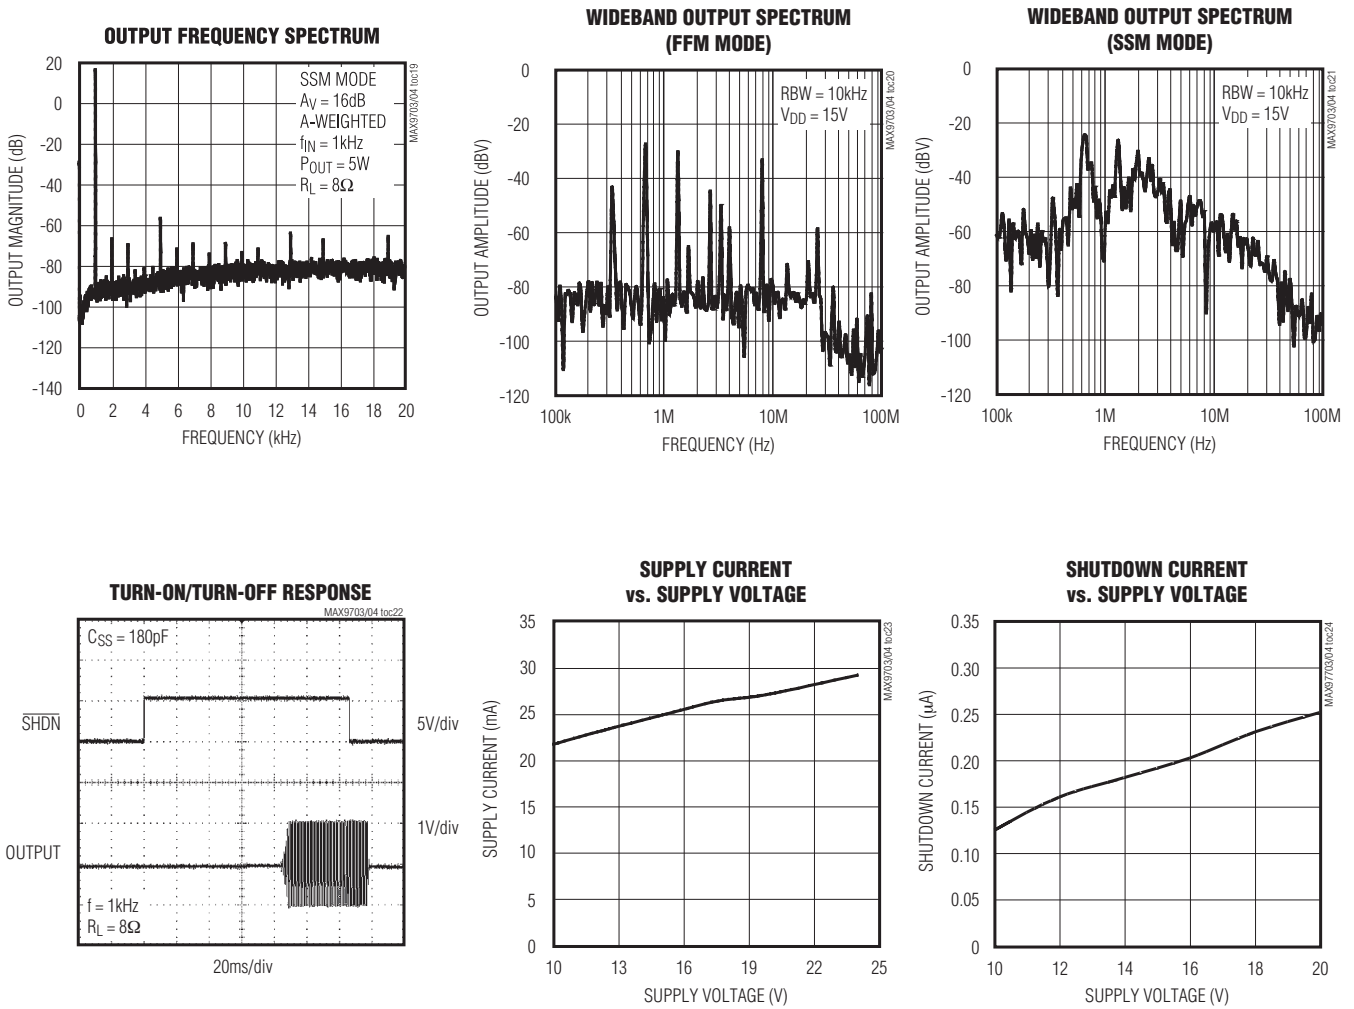 OUTPUT FREQUENCY SPECTRUM
MAX9703/04 toc19
SSM MODE
AV = 16dB
A-WEIGHTED
fIN = 1kHz
POUT = 5W
RL = 8Ω
OUTPUT MAGNITUDE (dB)
20
0
-20
-40
-60
-80
-100
-120
-140
0 2 4 6 8 10 12 14 16 18 20
FREQUENCY (kHz)
WIDEBAND OUTPUT SPECTRUM
(FFM MODE)
MAX9703/04 toc20
RBW = 10kHz
VDD = 15V
OUTPUT AMPLITUDE (dBV)
0
-20
-40
-60
-80
-100
-120
100k 1M 10M 100M
FREQUENCY (Hz)
WIDEBAND OUTPUT SPECTRUM
(SSM MODE)
MAX9703/04 toc21
RBW = 10kHz
VDD = 15V
OUTPUT AMPLITUDE (dBV)
0
-20
-40
-60
-80
-100
-120
100k 1M 10M 100M
FREQUENCY (Hz)
TURN-ON/TURN-OFF RESPONSE
MAX9703/04 toc22
CSS = 180pF
SHDN
5V/div
1V/div
OUTPUT
f = 1kHz
RL = 8Ω
20ms/div
SUPPLY CURRENT
vs. SUPPLY VOLTAGE
MAX9703/04 toc23
SUPPLY CURRENT (mA)
35
30
25
20
15
10
5
0
10 13 16 19 22 25
SUPPLY VOLTAGE (V)
SHUTDOWN CURRENT
vs. SUPPLY VOLTAGE
MAX97703/04 toc24
SHUTDOWN CURRENT (μA)
0.35
0.30
0.25
0.20
0.15
0.10
0.05
0
10 12 14 16 18 20
SUPPLY VOLTAGE (V)